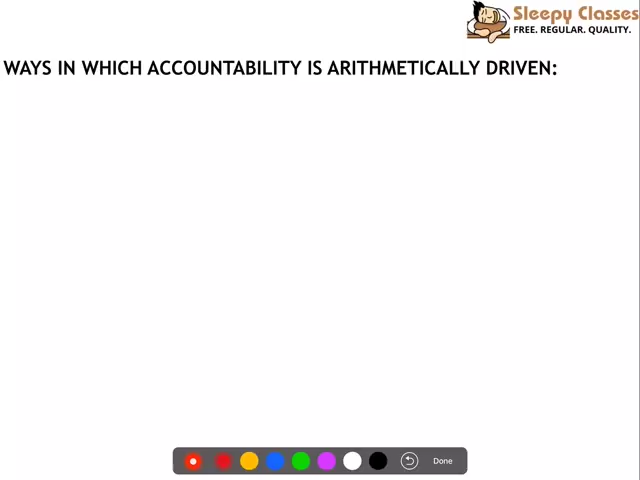 Sleepy Classes
FREE. REGULAR. QUALITY.
WAYS IN WHICH ACCOUNTABILITY IS ARITHMETICALLY DRIVEN:
Done